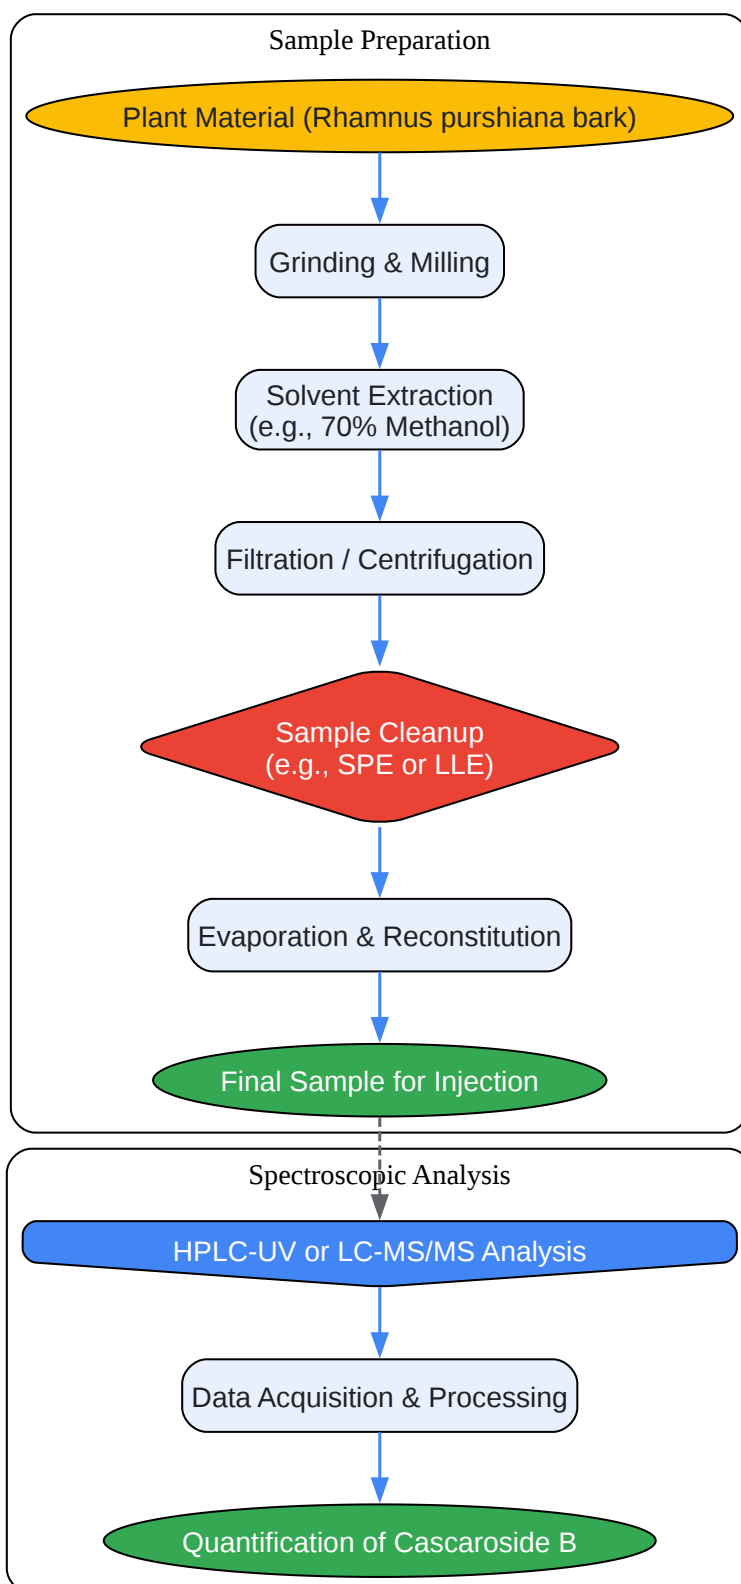 Sample Preparation
Plant Material (Rhamnus purshiana bark)
Grinding & Milling
Solvent Extraction
(e.g., 70% Methanol)
Filtration / Centrifugation
Sample Cleanup
(e.g., SPE or LLE)
Evaporation & Reconstitution
Final Sample for Injection
Spectroscopic Analysis
HPLC-UV or LC-MS/MS Analysis
Data Acquisition & Processing
Quantification of Cascaroside B